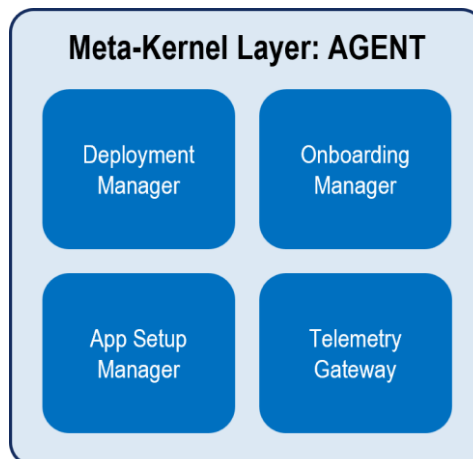 Meta-Kernel Layer: AGENT
Deployment
Manager
Onboarding
Manager
App Setup
Manager
Telemetry
Gateway